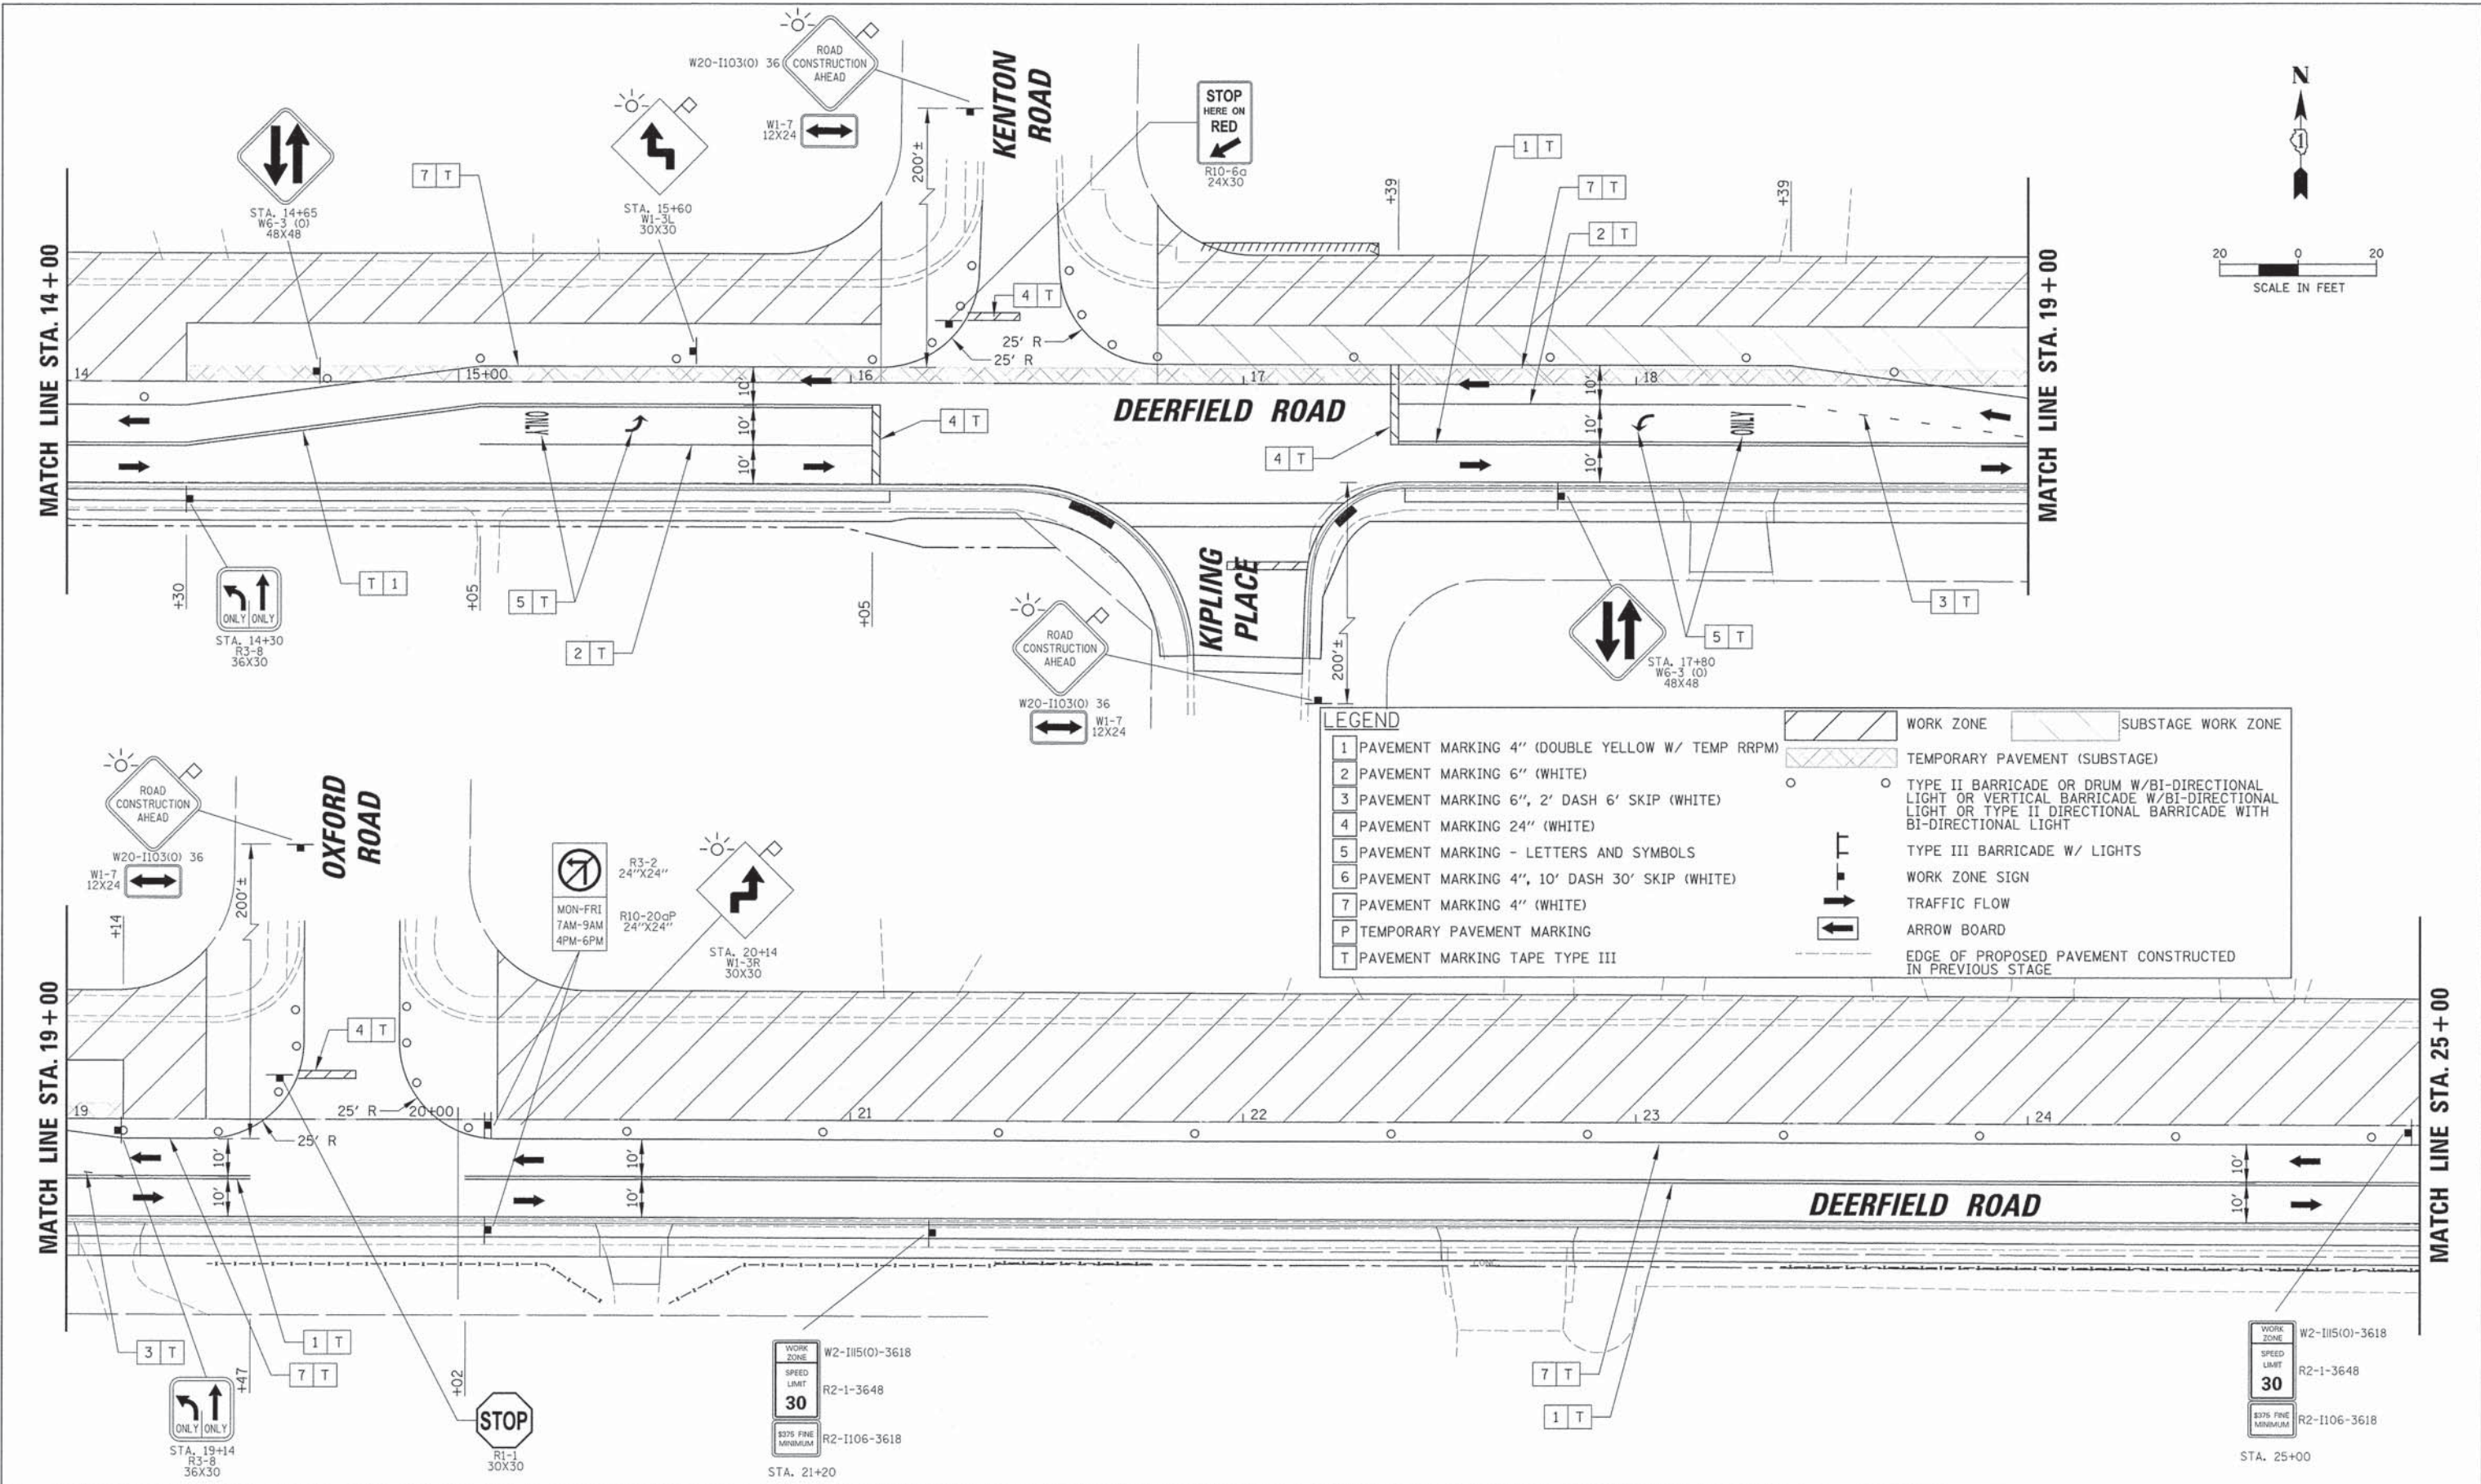 ROAD
CONSTRUCTION
AHEAD
W20-I103(O) 36
W1-7
12X24
KENTON
ROAD
STOP
HERE ON
RED
R10-6a
24X30
N
1
20 0 20
SCALE IN FEET
STA. 14+65
W6-3 (O)
48X48
7 T
STA. 15+60
W1-3L
30X30
200'±
1 T
7 T
2 T
+39
+39
MATCH LINE STA. 14+00
MATCH LINE STA. 19+00
4 T
25' R
25' R
14
15+00
16
17
18
10'
10'
10'
ONLY
DEERFIELD ROAD
4 T
4 T
10'
10'
10'
ONLY
+30
ONLY ONLY
STA. 14+30
R3-8
36X30
T 1
+05
5 T
2 T
+05
KIPLING
PLACE
200'±
ROAD
CONSTRUCTION
AHEAD
W20-I103(O) 36
W1-7
12X24
STA. 17+80
W6-3 (O)
48X48
5 T
3 T
LEGEND
1 PAVEMENT MARKING 4" (DOUBLE YELLOW W/ TEMP RRPM)
2 PAVEMENT MARKING 6" (WHITE)
3 PAVEMENT MARKING 6", 2' DASH 6' SKIP (WHITE)
4 PAVEMENT MARKING 24" (WHITE)
5 PAVEMENT MARKING - LETTERS AND SYMBOLS
6 PAVEMENT MARKING 4", 10' DASH 30' SKIP (WHITE)
7 PAVEMENT MARKING 4" (WHITE)
P TEMPORARY PAVEMENT MARKING
T PAVEMENT MARKING TAPE TYPE III
WORK ZONE
SUBSTAGE WORK ZONE
TEMPORARY PAVEMENT (SUBSTAGE)
TYPE II BARRICADE OR DRUM W/BI-DIRECTIONAL
LIGHT OR VERTICAL BARRICADE W/BI-DIRECTIONAL
LIGHT OR TYPE II DIRECTIONAL BARRICADE WITH
BI-DIRECTIONAL LIGHT
TYPE III BARRICADE W/ LIGHTS
WORK ZONE SIGN
TRAFFIC FLOW
ARROW BOARD
EDGE OF PROPOSED PAVEMENT CONSTRUCTED
IN PREVIOUS STAGE
ROAD
CONSTRUCTION
AHEAD
W20-I103(O) 36
W1-7
12X24
OXFORD
ROAD
200'±
+14
MON-FRI
7AM-9AM
4PM-6PM
R3-2
24"X24"
R10-20aP
24"X24"
STA. 20+14
W1-3R
30X30
MATCH LINE STA. 19+00
MATCH LINE STA. 25+00
4 T
19
25' R
20+00
25' R
21
22
23
24
10'
10'
10'
10'
10'
10'
DEERFIELD ROAD
CONC.
3 T
1 T
7 T
+47
+02
ONLY ONLY
STA. 19+14
R3-8
36X30
STOP
R1-1
30X30
WORK
ZONE
W2-I115(O)-3618
SPEED
LIMIT
30
R2-1-3648
$375 FINE
MINIMUM
R2-I106-3618
STA. 21+20
7 T
1 T
WORK
ZONE
W2-I115(O)-3618
SPEED
LIMIT
30
R2-1-3648
$375 FINE
MINIMUM
R2-I106-3618
STA. 25+00